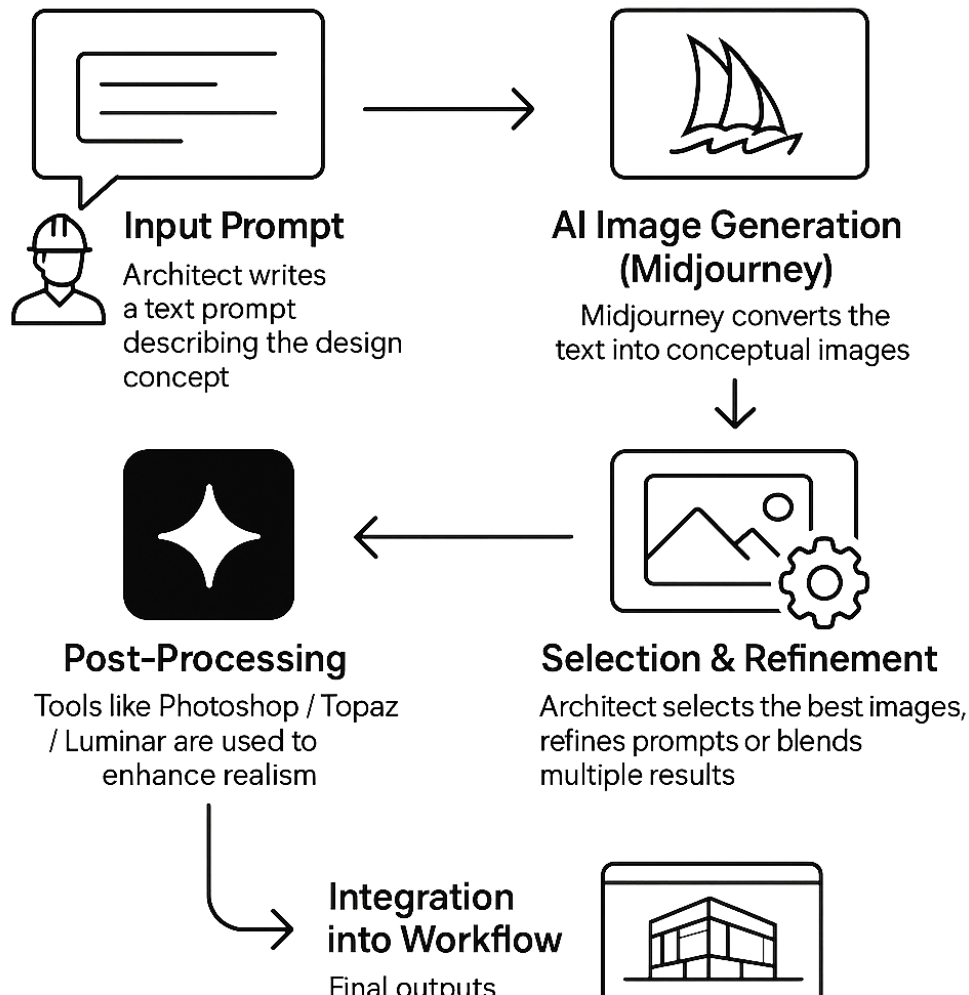 Input Prompt
Architect writes
a text prompt
describing the design
concept
AI Image Generation
(Midjourney)
Midjourney converts the
text into conceptual images
Selection & Refinement
Architect selects the best images,
refines prompts or blends
multiple results
Post-Processing
Tools like Photoshop / Topaz
/ Luminar are used to
enhance realism
Integration
into Workflow
Final outputs